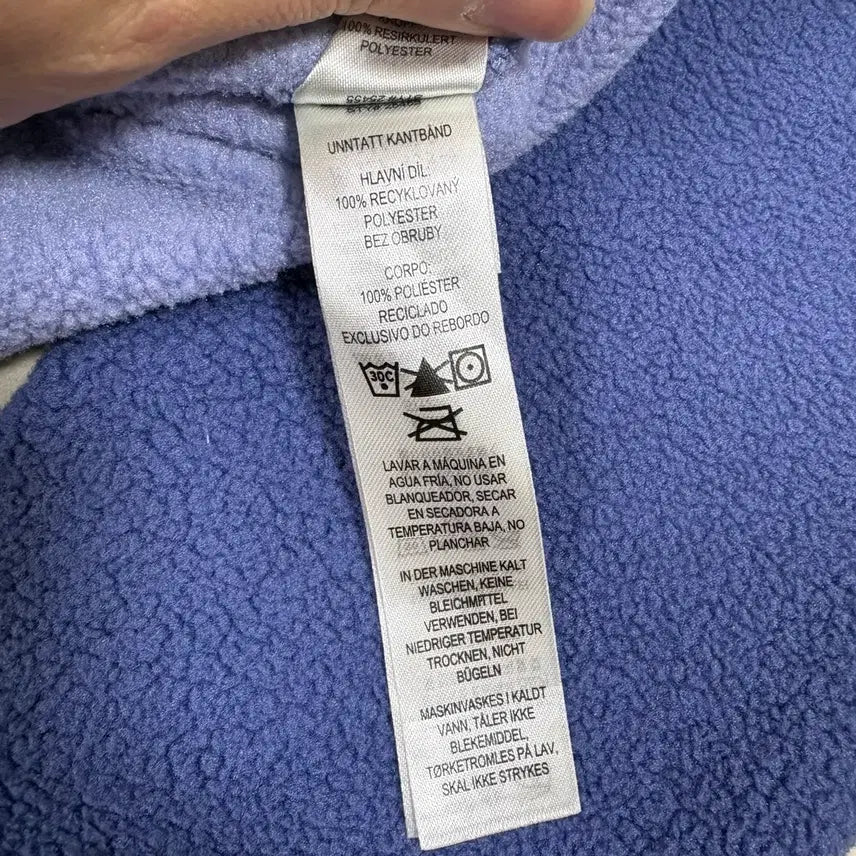 100% RESIRKULERT
POLYESTER
UNNTATT KANTBÅND
HLAVNÍ DÍL:
100% RECYKLOVANÝ
POLYESTER
BEZ OBRUBY
CORPO:
100% POLIÉSTER
RECICLADO
EXCLUSIVO DO REBORDO
30C
LAVAR A MÁQUINA EN
AGUA FRÍA, NO USAR
BLANQUEADOR, SECAR
EN SECADORA A
TEMPERATURA BAJA, NO
PLANCHAR
IN DER MASCHINE KALT
WASCHEN, KEINE
BLEICHMITTEL
VERWENDEN, BEI
NIEDRIGER TEMPERATUR
TROCKNEN, NICHT
BÜGELN
MASKINVASKES I KALDT
VANN, TÅLER IKKE
BLEKEMIDDEL,
TØRKETROMLES PÅ LAV,
SKAL IKKE STRYKES